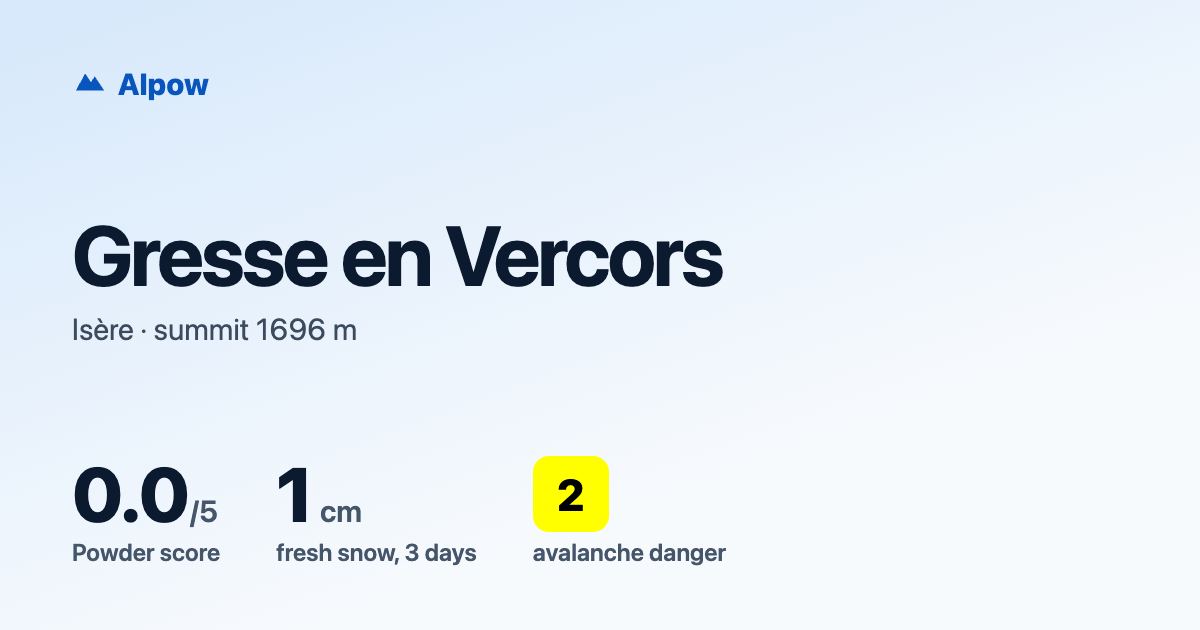 Alpow
Gresse en Vercors
Isère · summit 1696 m
0.0/5
Powder score
1 cm
fresh snow, 3 days
2
avalanche danger